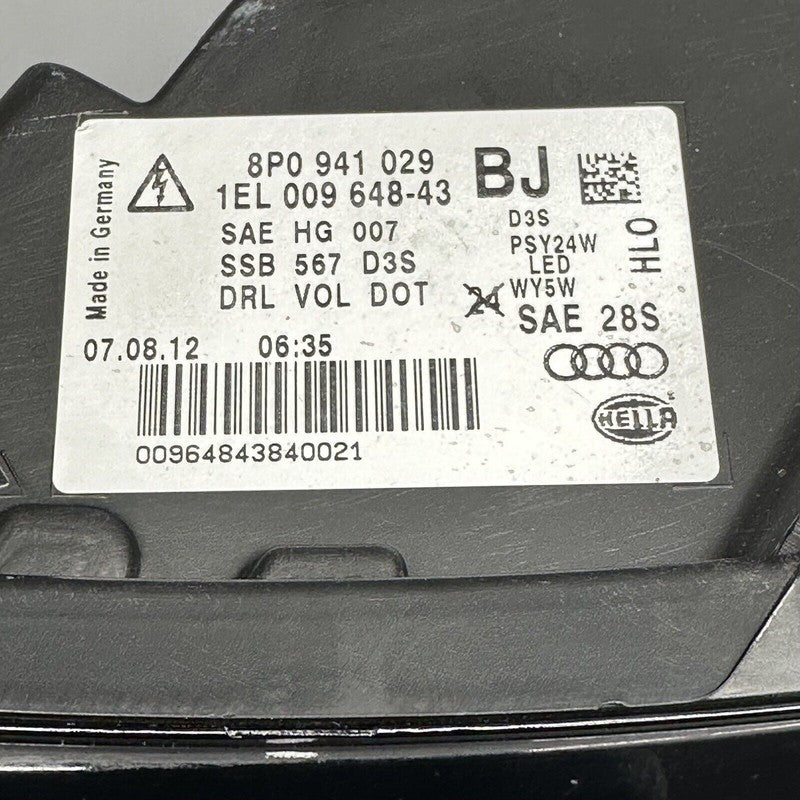 Made in Germany
8P0 941 029 BJ
1EL 009 648-43
SAE HG 007
SSB 567 D3S
DRL VOL DOT
D3S
PSY24W
LED
WY5W
HLO
24
SAE 28S
07.08.12 06:35
00964843840021
HELLA